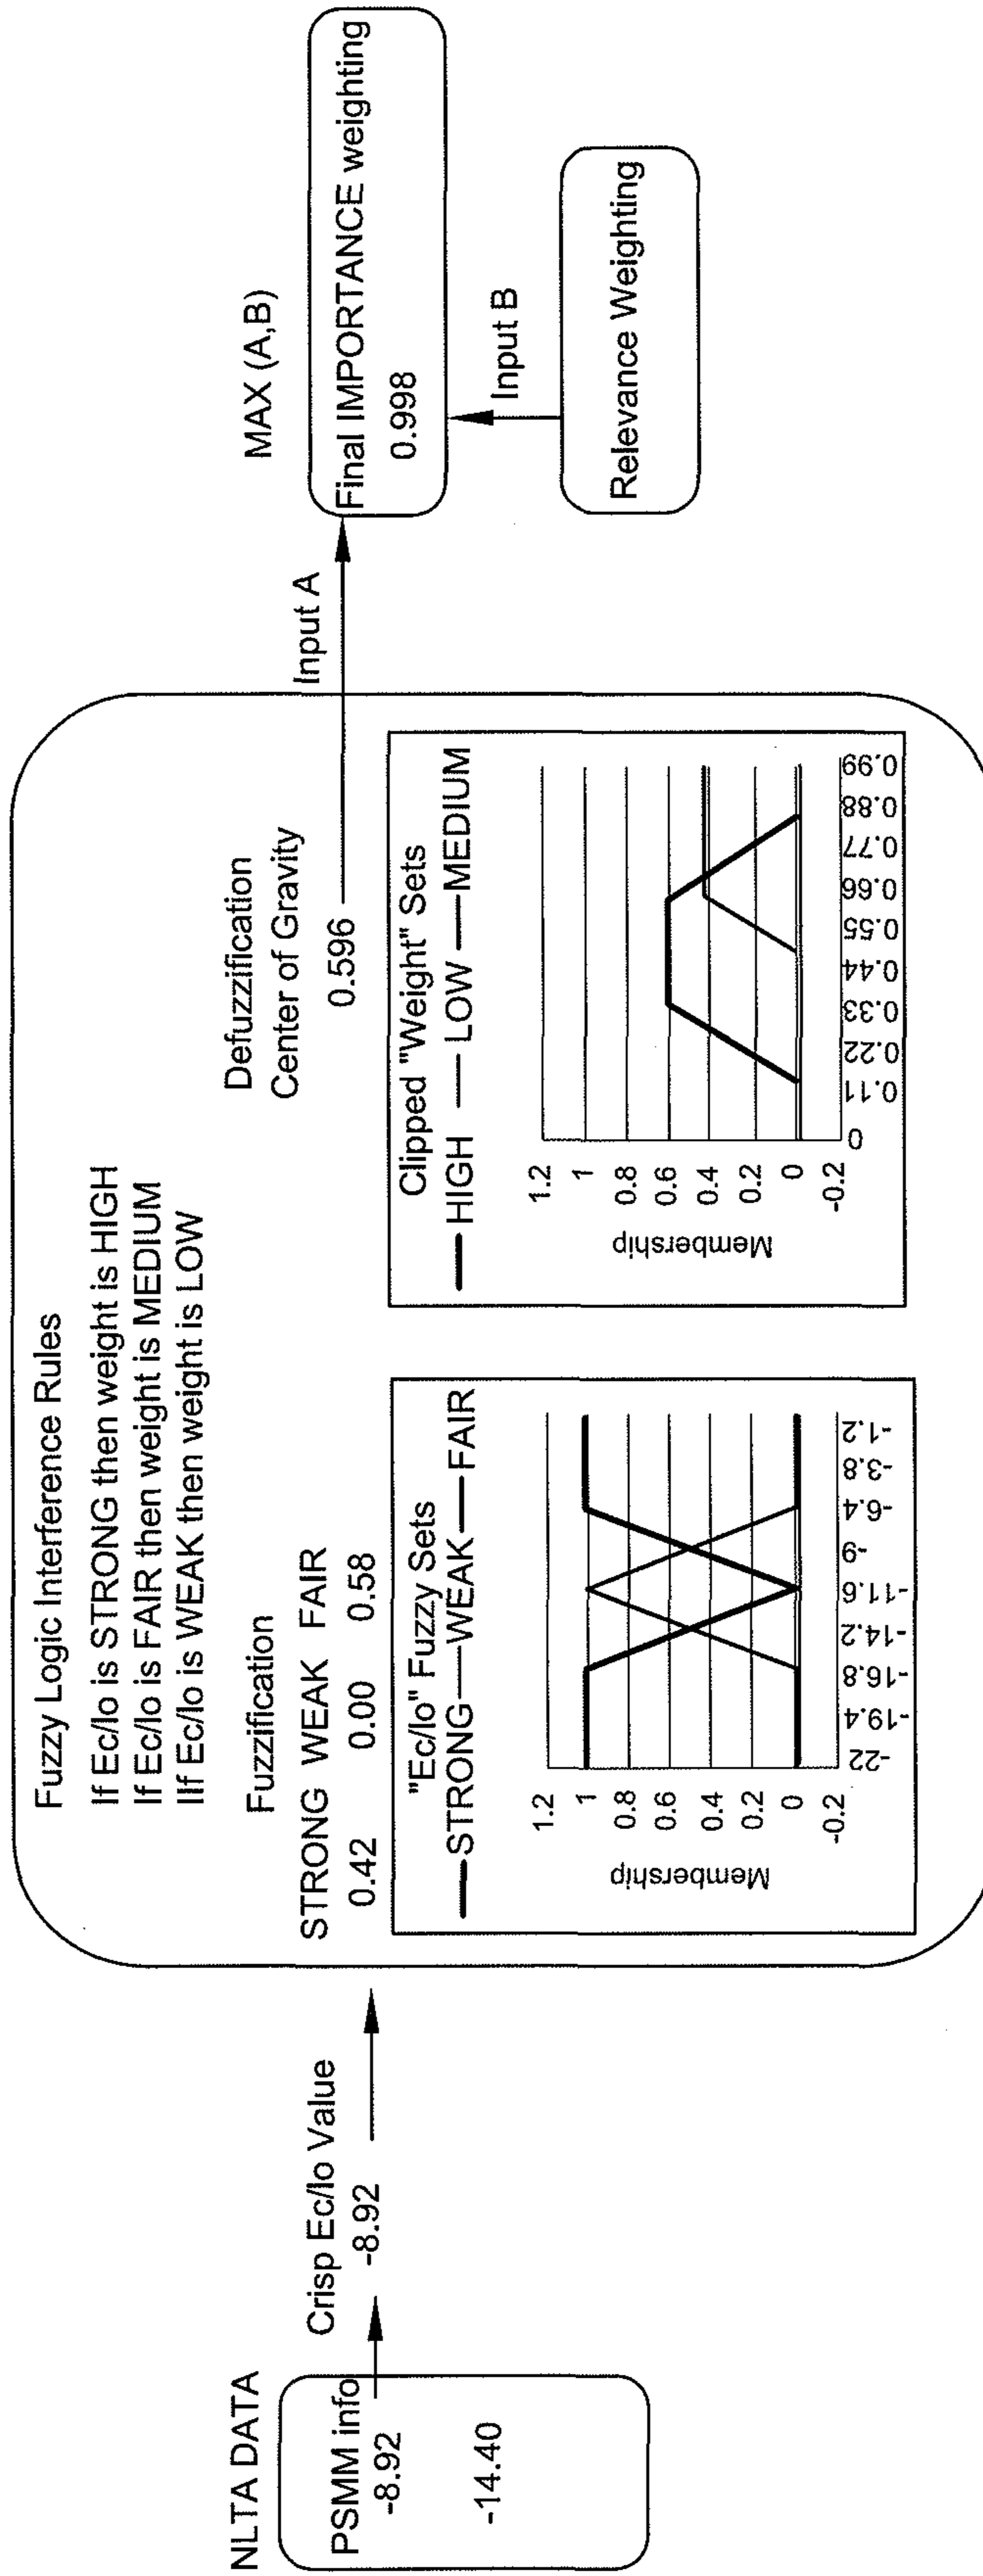 NLTA DATA
PSMM info
-8.92
-14.40
Crisp Ec/Io Value
-8.92
Fuzzy Logic Interference Rules
If Ec/Io is STRONG then weight is HIGH
If Ec/Io is FAIR then weight is MEDIUM
IIf Ec/Io is WEAK then weight is LOW
Fuzzification
STRONG WEAK FAIR
0.42 0.00 0.58
"Ec/Io" Fuzzy Sets
STRONG WEAK FAIR
Membership
1.2
1
0.8
0.6
0.4
0.2
0
-0.2
-22 -19.4 -16.8 -14.2 -11.6 -9 -6.4 -3.8 -1.2
Defuzzification
Center of Gravity
0.596
Clipped "Weight" Sets
HIGH LOW MEDIUM
Membership
1.2
1
0.8
0.6
0.4
0.2
0
-0.2
0 0.11 0.22 0.33 0.44 0.55 0.66 0.77 0.88 0.99
Input A
MAX (A,B)
Final IMPORTANCE weighting
0.998
Input B
Relevance Weighting